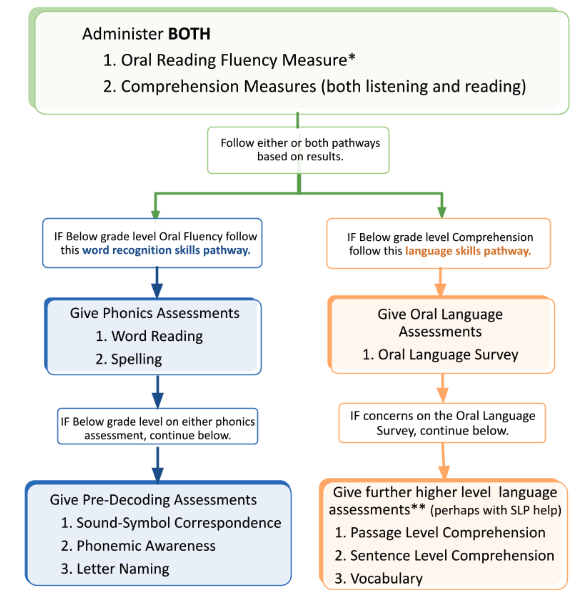 Administer BOTH
1. Oral Reading Fluency Measure*
2. Comprehension Measures (both listening and reading)
Follow either or both pathways
based on results.
IF Below grade level Oral Fluency follow
this word recognition skills pathway.
Give Phonics Assessments
1. Word Reading
2. Spelling
IF Below grade level on either phonics
assessment, continue below.
Give Pre-Decoding Assessments
1. Sound-Symbol Correspondence
2. Phonemic Awareness
3. Letter Naming
IF Below grade level Comprehension
follow this language skills pathway.
Give Oral Language
Assessments
1. Oral Language Survey
IF concerns on the Oral Language
Survey, continue below.
Give further higher level language
assessments** (perhaps with SLP help)
1. Passage Level Comprehension
2. Sentence Level Comprehension
3. Vocabulary